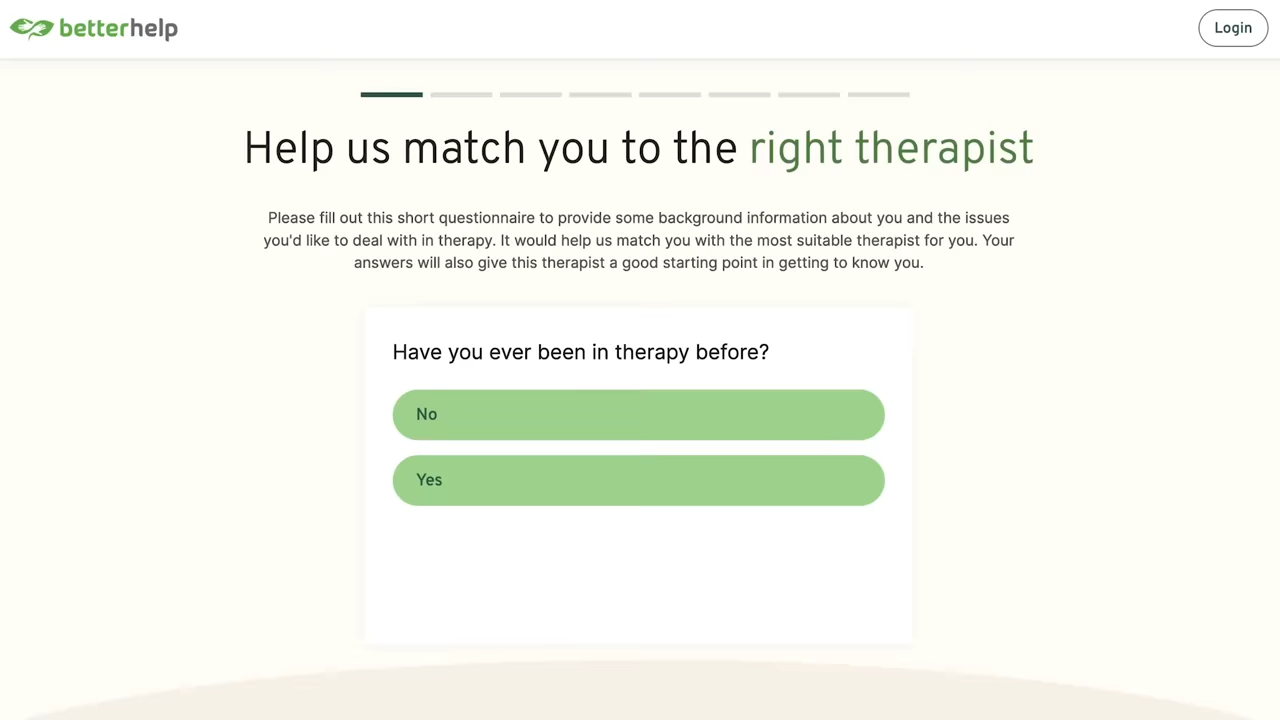 betterhelp
Login
Help us match you to the right therapist
Please fill out this short questionnaire to provide some background information about you and the issues
you'd like to deal with in therapy. It would help us match you with the most suitable therapist for you. Your
answers will also give this therapist a good starting point in getting to know you.
Have you ever been in therapy before?
No
Yes